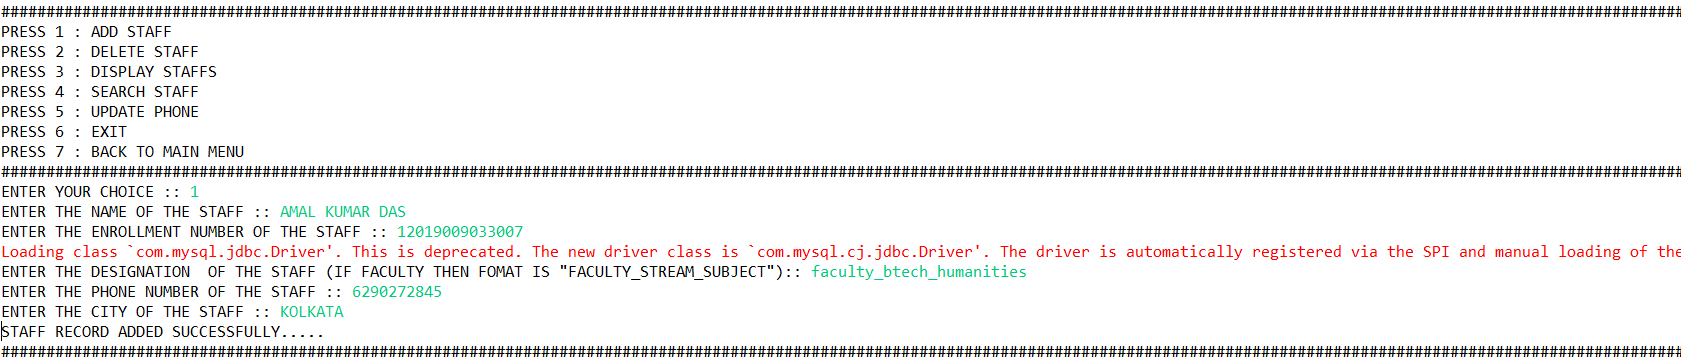 ################################################################################################################################################################################################
PRESS 1 : ADD STAFF
PRESS 2 : DELETE STAFF
PRESS 3 : DISPLAY STAFFS
PRESS 4 : SEARCH STAFF
PRESS 5 : UPDATE PHONE
PRESS 6 : EXIT
PRESS 7 : BACK TO MAIN MENU
################################################################################################################################################################################################
ENTER YOUR CHOICE :: 1
ENTER THE NAME OF THE STAFF :: AMAL KUMAR DAS
ENTER THE ENROLLMENT NUMBER OF THE STAFF :: 12019009033007
Loading class `com.mysql.jdbc.Driver'. This is deprecated. The new driver class is `com.mysql.cj.jdbc.Driver'. The driver is automatically registered via the SPI and manual loading of the
ENTER THE DESIGNATION  OF THE STAFF (IF FACULTY THEN FOMAT IS "FACULTY_STREAM_SUBJECT"):: faculty_btech_humanities
ENTER THE PHONE NUMBER OF THE STAFF :: 6290272845
ENTER THE CITY OF THE STAFF :: KOLKATA
STAFF RECORD ADDED SUCCESSFULLY.....
################################################################################################################################################################################################